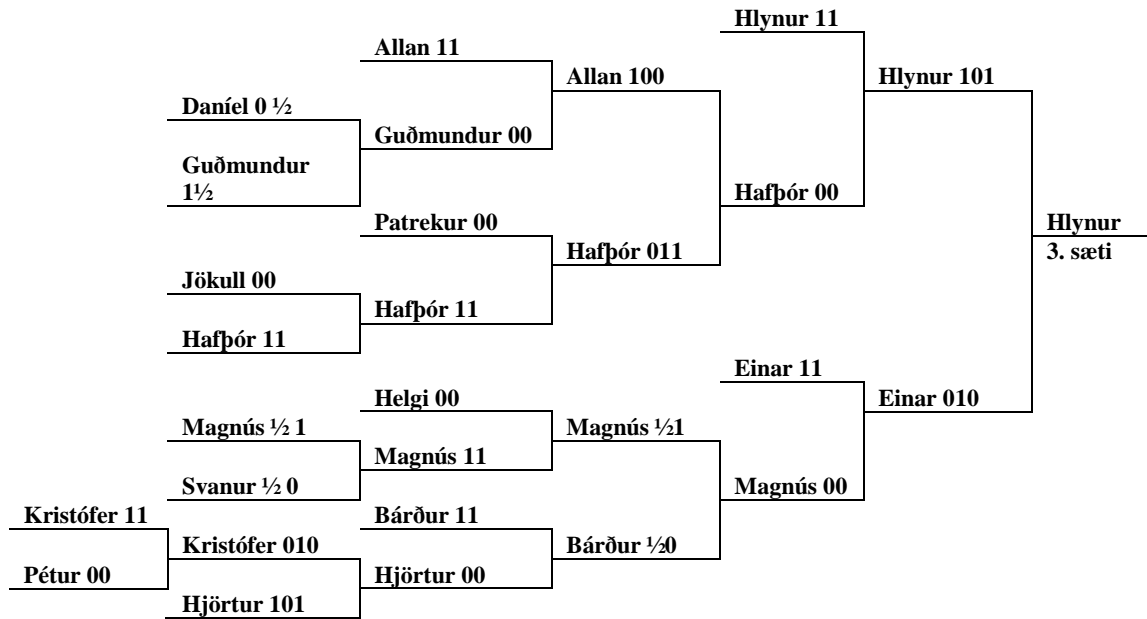 Hlynur 11
Allan 11
Allan 100
Hlynur 101
Daníel 0 ½
Guðmundur 00
Guðmundur
1½
Hafþór 00
Patrekur 00
Hlynur
3. sæti
Hafþór 011
Jökull 00
Hafþór 11
Hafþór 11
Einar 11
Helgi 00
Einar 010
Magnús ½ 1
Magnús ½1
Magnús 11
Svanur ½ 0
Magnús 00
Kristófer 11
Bárður 11
Kristófer 010
Bárður ½0
Pétur 00
Hjörtur 00
Hjörtur 101